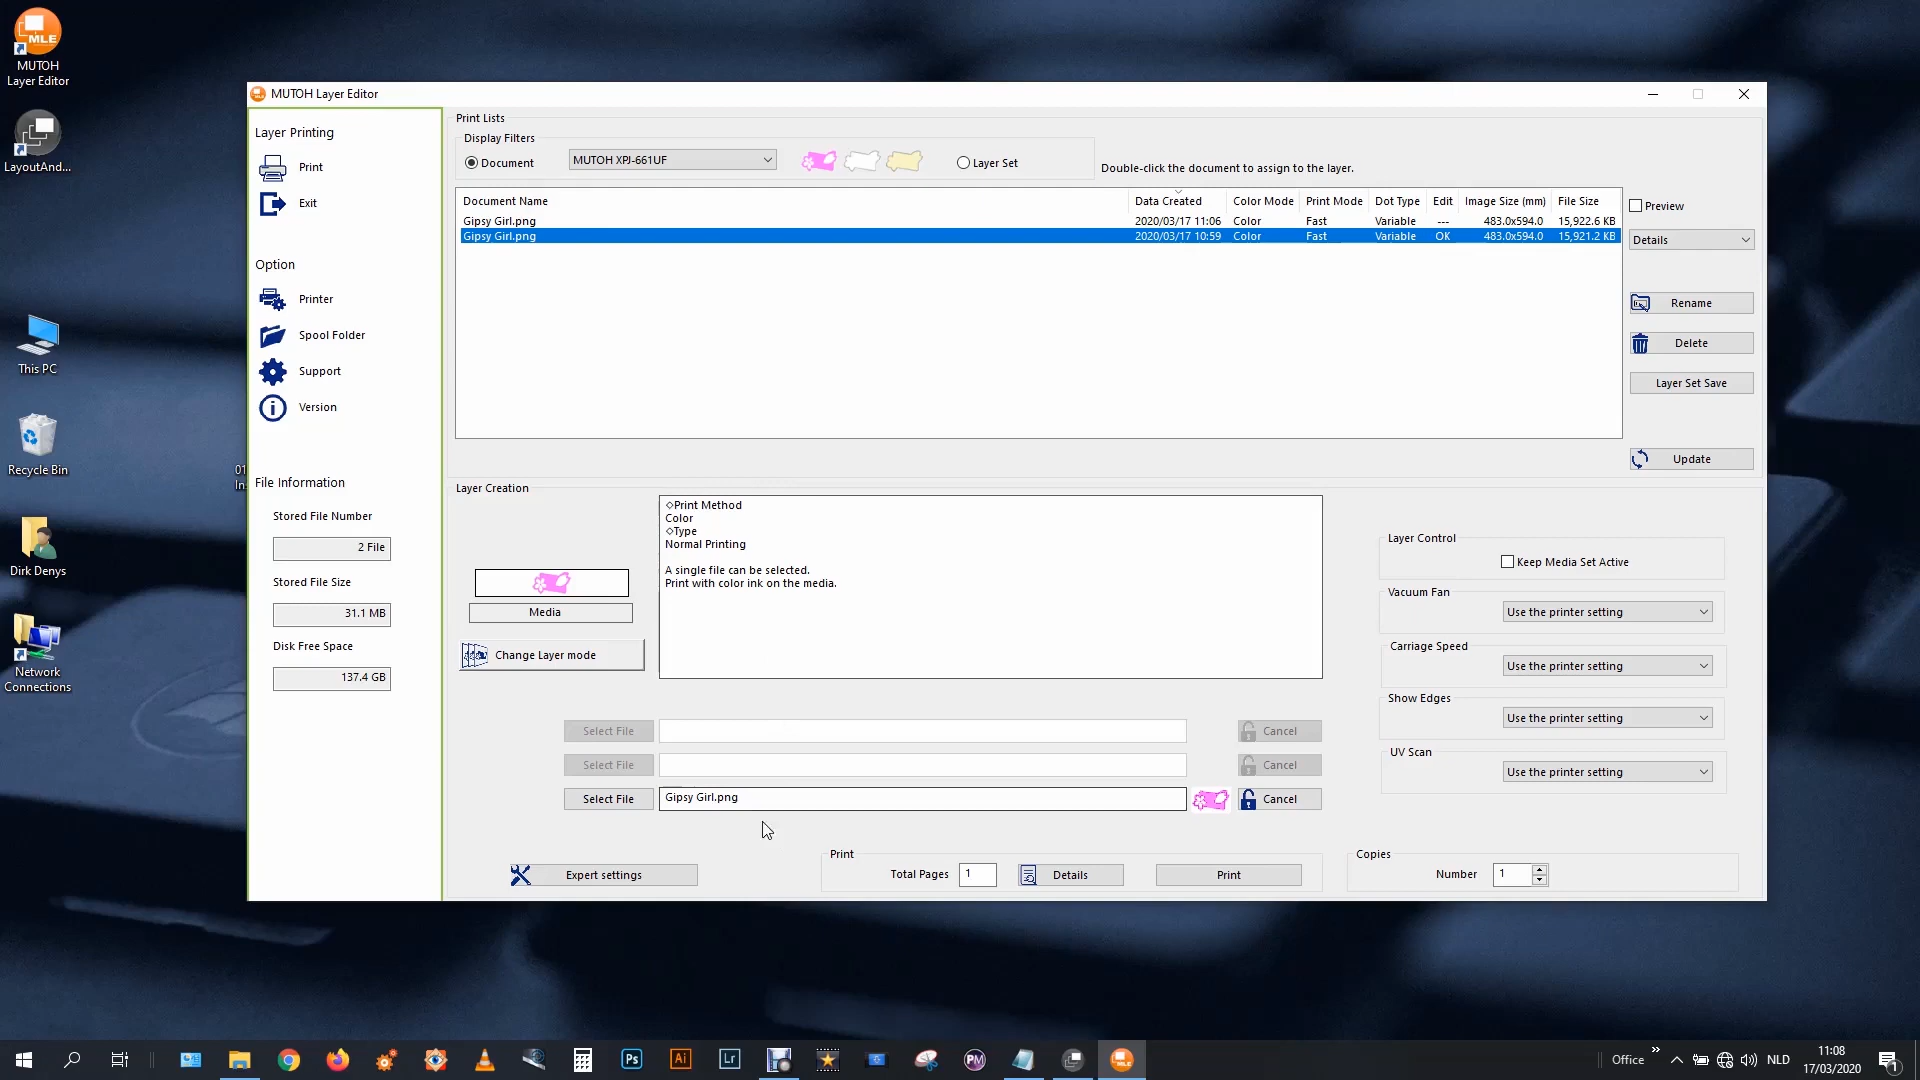 MLE
MUTOH
Layer Editor
LayoutAnd...
This PC
Recycle Bin
01
In
Dirk Denys
Network
Connections
MUTOH Layer Editor
Layer Printing
Print
Exit
Option
Printer
Spool Folder
Support
Version
File Information
Stored File Number
2 File
Stored File Size
31.1 MB
Disk Free Space
137.4 GB
Print Lists
Display Filters
Document MUTOH XPJ-661UF Layer Set
Double-click the document to assign to the layer.
Document Name Data Created Color Mode Print Mode Dot Type Edit Image Size (mm) File Size
Gipsy Girl.png 2020/03/17 11:06 Color Fast Variable --- 483.0x594.0 15,922.6 KB
Gipsy Girl.png 2020/03/17 10:59 Color Fast Variable OK 483.0x594.0 15,921.2 KB
Preview
Details
Rename
Delete
Layer Set Save
Update
Layer Creation
◇Print Method
Color
◇Type
Normal Printing
A single file can be selected.
Print with color ink on the media.
Media
Change Layer mode
Layer Control
Keep Media Set Active
Vacuum Fan
Use the printer setting
Carriage Speed
Use the printer setting
Show Edges
Use the printer setting
UV Scan
Use the printer setting
Select File Cancel
Select File Cancel
Select File Gipsy Girl.png Cancel
Expert settings
Print
Total Pages 1 Details Print
Copies
Number 1
Ps Ai Lr PM MLE
Office » NLD
11:08
17/03/2020
1